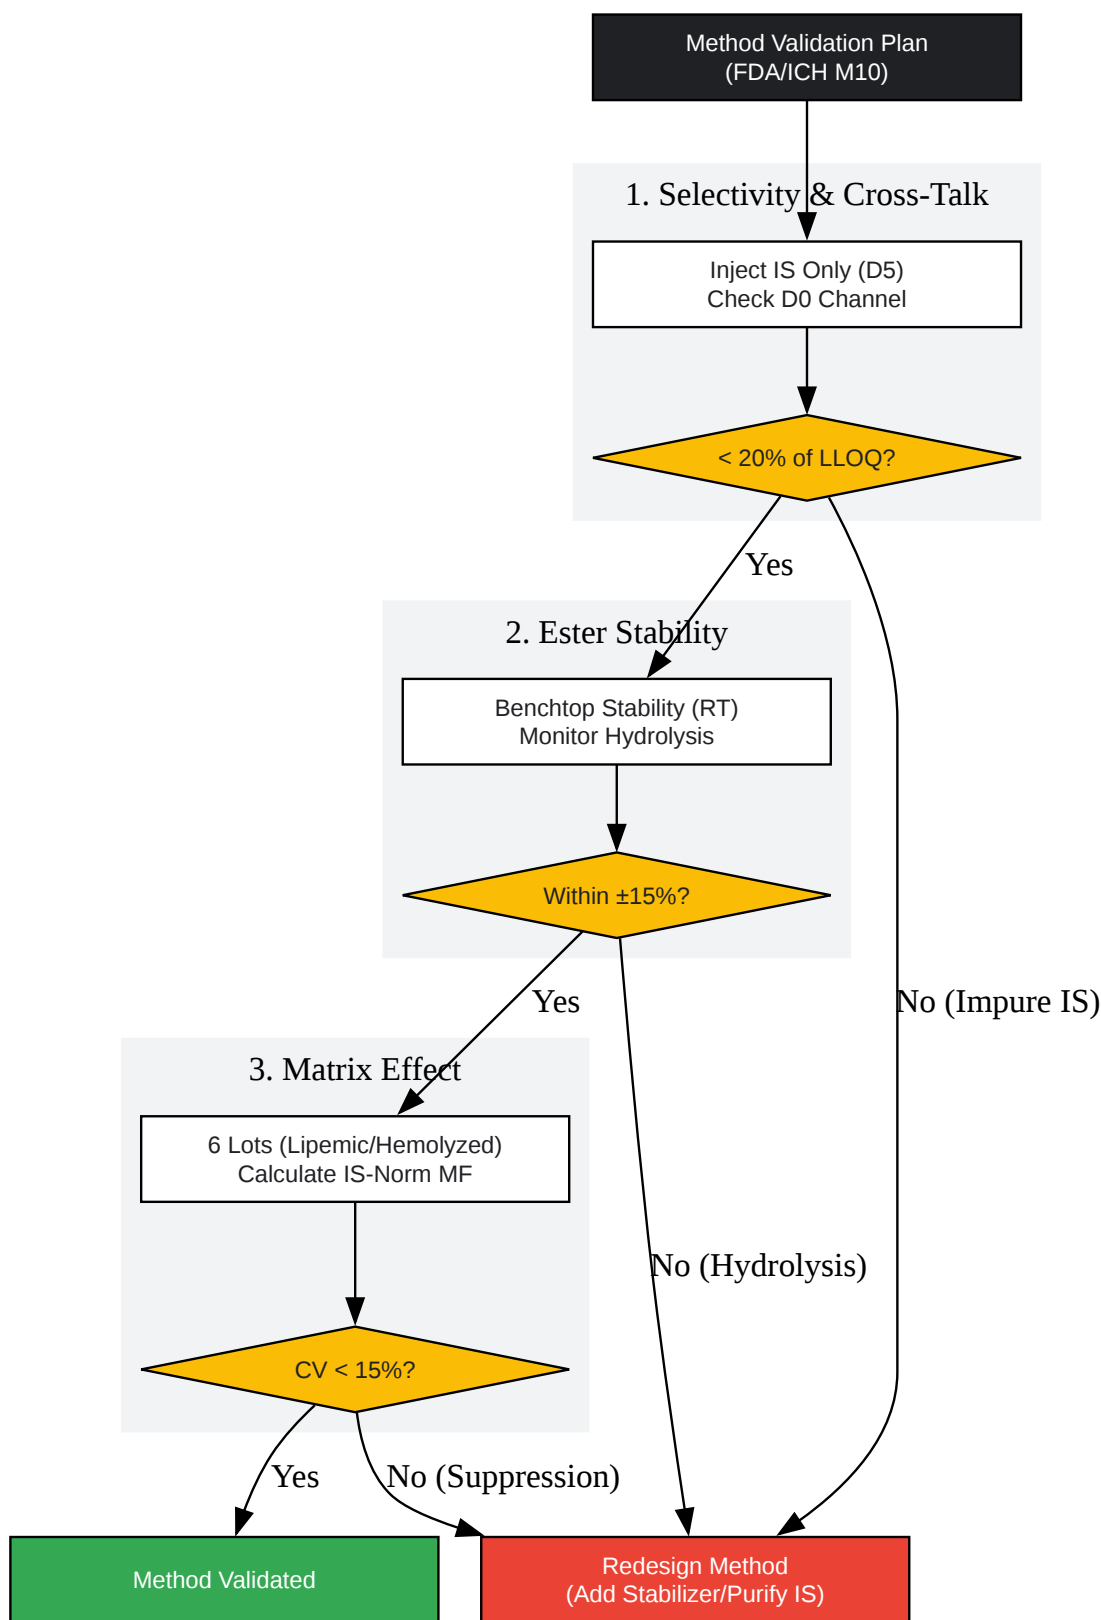 Method Validation Plan
(FDA/ICH M10)
1. Selectivity & Cross-Talk
Inject IS Only (D5)
Check D0 Channel
< 20% of LLOQ?
Yes
2. Ester Stability
Benchtop Stability (RT)
Monitor Hydrolysis
Within ±15%?
Yes
No (Impure IS)
3. Matrix Effect
6 Lots (Lipemic/Hemolyzed)
Calculate IS-Norm MF
No (Hydrolysis)
CV < 15%?
Yes
No (Suppression)
Method Validated
Redesign Method
(Add Stabilizer/Purify IS)